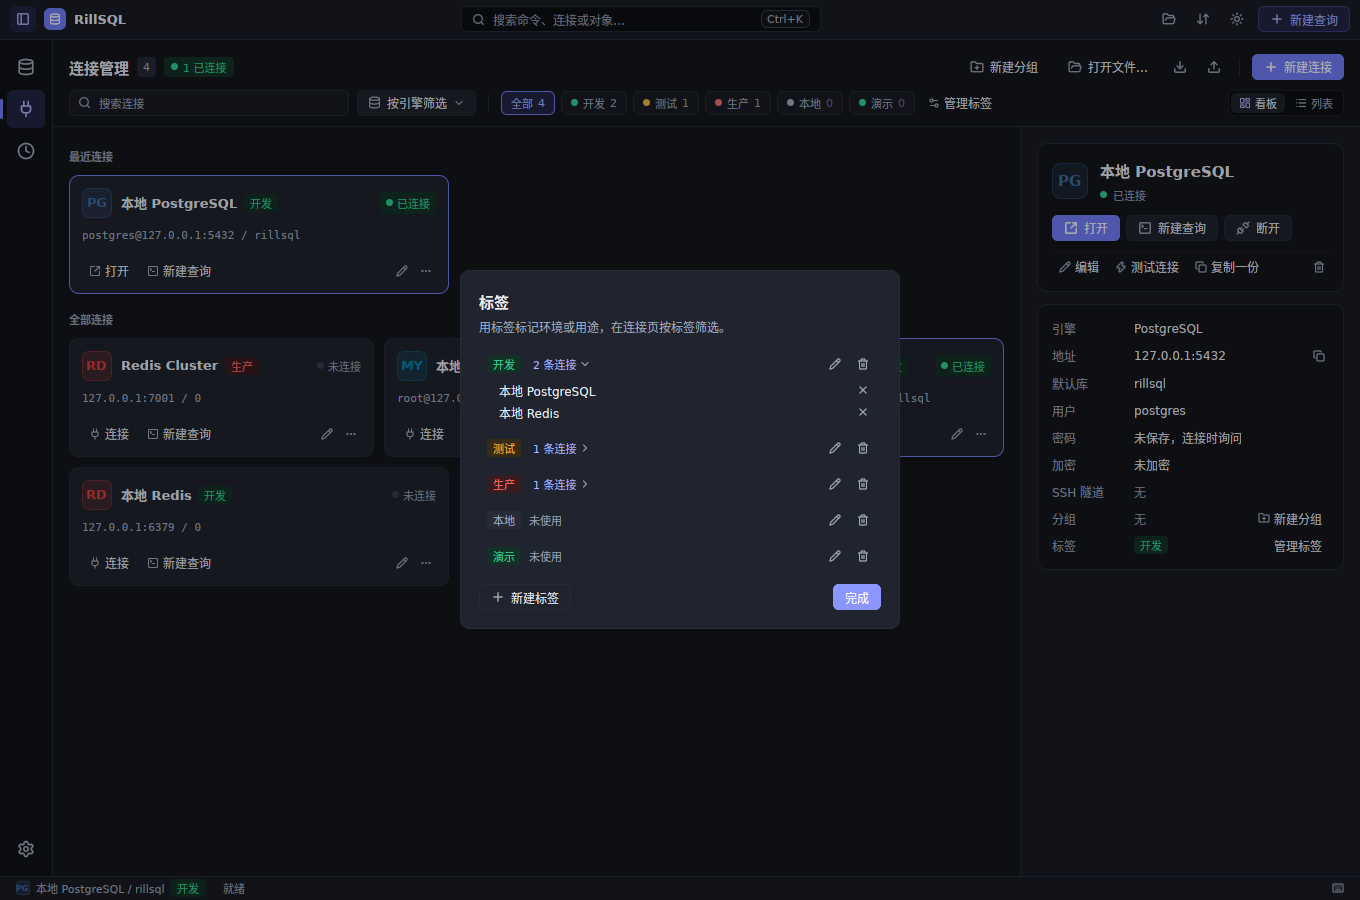 RillSQL
搜索命令、连接或对象...
Ctrl+K
新建查询
连接管理 4 1 已连接
新建分组 打开文件... 新建连接
搜索连接
按引擎筛选
全部 4 开发 2 测试 1 生产 1 本地 0 演示 0 管理标签
看板 列表
最近连接
PG 本地 PostgreSQL 开发 已连接
postgres@127.0.0.1:5432 / rillsql
打开 新建查询
全部连接
RD Redis Cluster 生产 未连接
127.0.0.1:7001 / 0
连接 新建查询
MY 本地
root@127.0
连接
已连接
llsql
RD 本地 Redis 开发 未连接
127.0.0.1:6379 / 0
连接 新建查询
标签
用标签标记环境或用途，在连接页按标签筛选。
开发 2 条连接
本地 PostgreSQL
本地 Redis
测试 1 条连接
生产 1 条连接
本地 未使用
演示 未使用
新建标签 完成
PG 本地 PostgreSQL
已连接
打开 新建查询 断开
编辑 测试连接 复制一份
引擎 PostgreSQL
地址 127.0.0.1:5432
默认库 rillsql
用户 postgres
密码 未保存，连接时询问
加密 未加密
SSH 隧道 无
分组 无 新建分组
标签 开发 管理标签
PG 本地 PostgreSQL / rillsql 开发 就绪